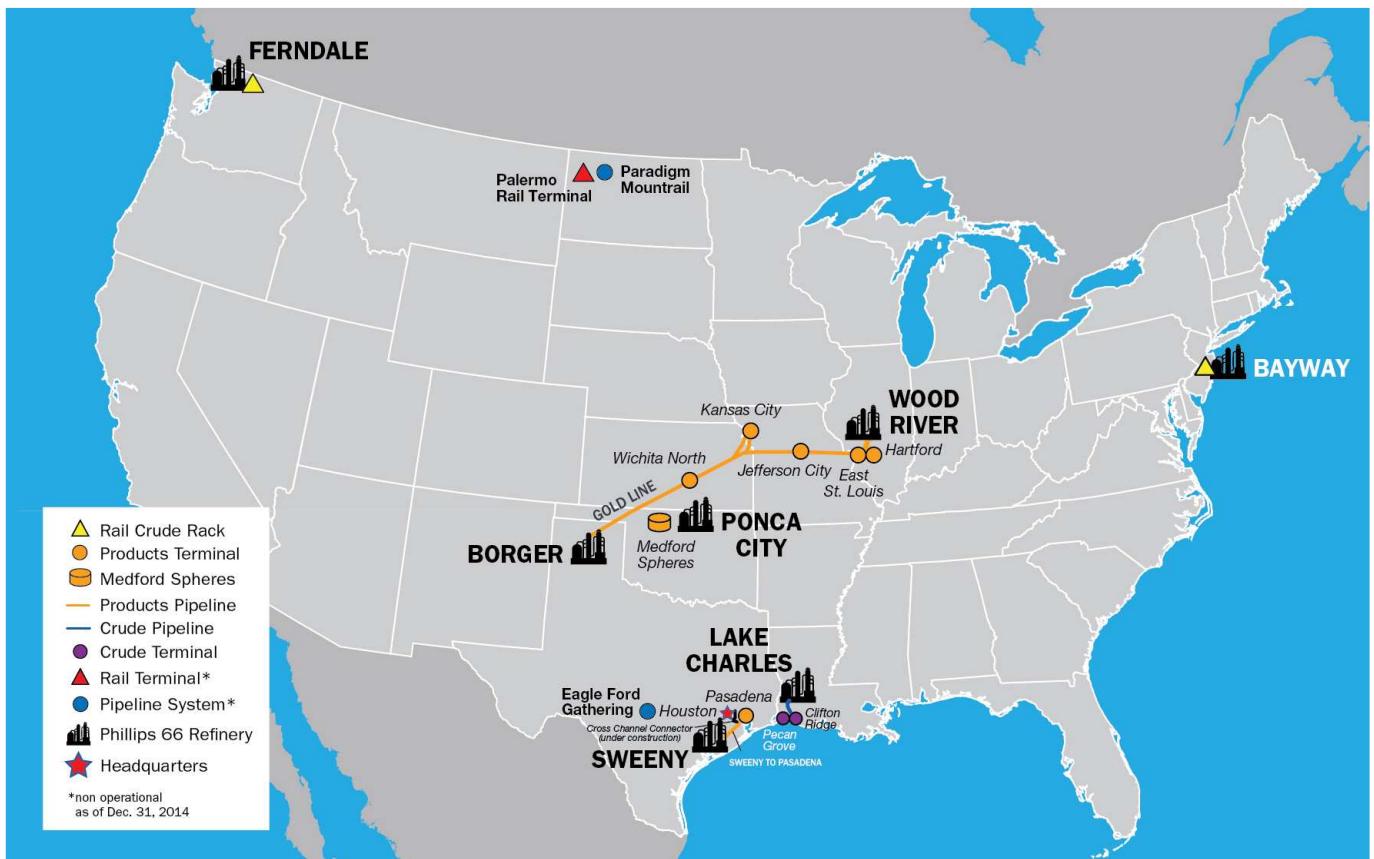 FERNDALE
Palermo
Rail Terminal
Paradigm
Mountrail
BAYWAY
WOOD
RIVER
Kansas City
Hartford
Wichita North
Jefferson City
East
St. Louis
GOLD LINE
PONCA
CITY
BORGER
Medford
Spheres
LAKE
CHARLES
Eagle Ford
Gathering
Houston
Pasadena
Clifton
Ridge
Pecan
Grove
Cross Channel Connector
(under construction)
SWEENY
SWEENY TO PASADENA
Rail Crude Rack
Products Terminal
Medford Spheres
Products Pipeline
Crude Pipeline
Crude Terminal
Rail Terminal*
Pipeline System*
Phillips 66 Refinery
Headquarters
*non operational
as of Dec. 31, 2014